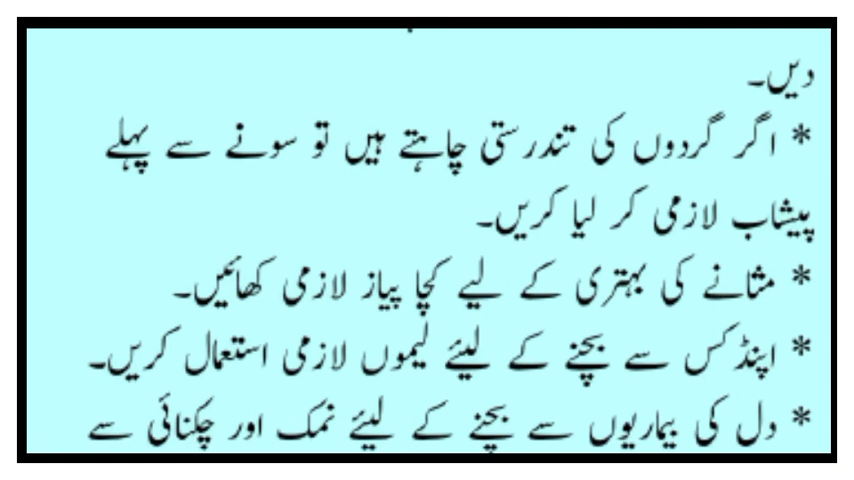 دیں۔
* اگر گردوں کی تندرستی چاہتے ہیں تو سونے سے پہلے
پیشاب لازمی کر لیا کریں۔
* مثانے کی بہتری کے لیے کچا پیاز لازمی کھائیں۔
* اپنڈکس سے بچنے کے لیئے لیموں لازمی استعمال کریں۔
* دل کی بیماریوں سے بچنے کے لیئے نمک اور چکنائی سے